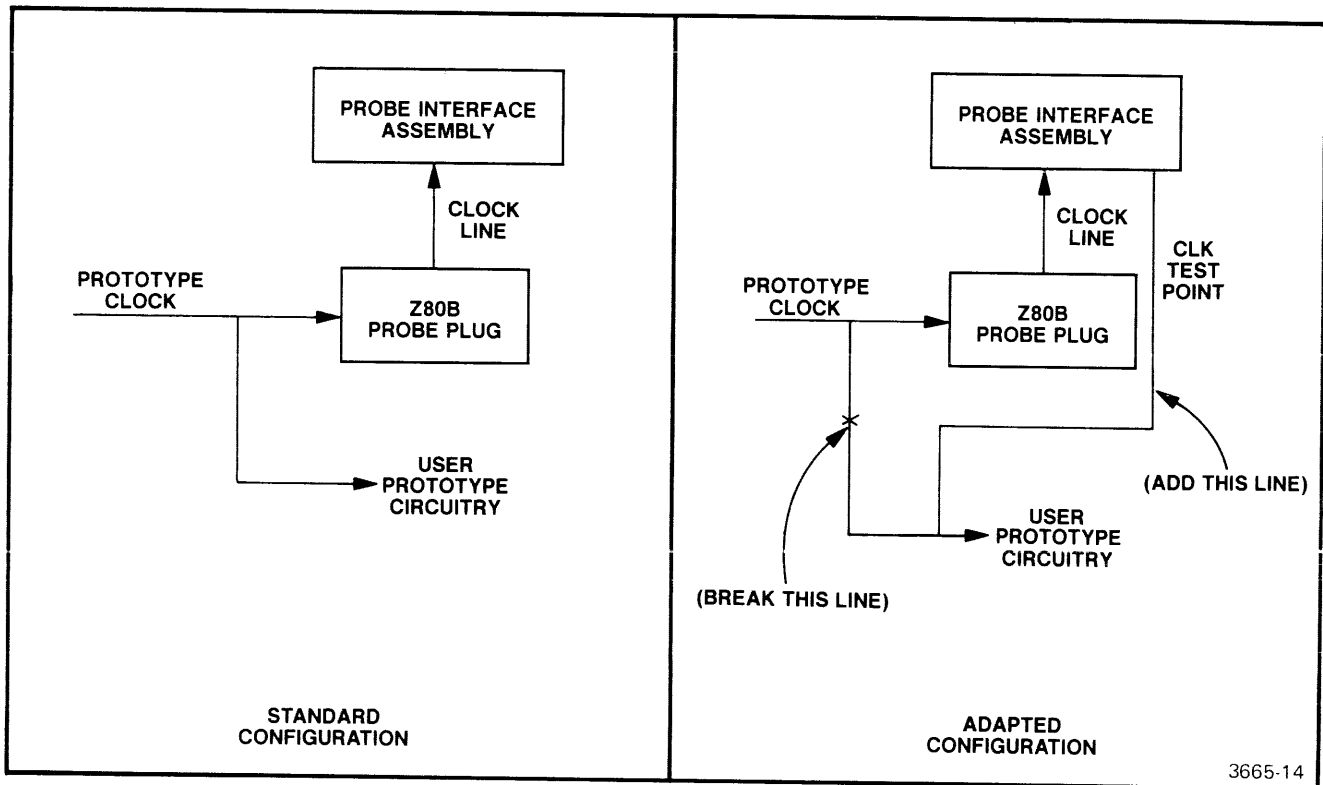 PROBE INTERFACE
ASSEMBLY
CLOCK
LINE
PROTOTYPE
CLOCK
Z80B
PROBE PLUG
USER
PROTOTYPE
CIRCUITRY
STANDARD
CONFIGURATION
PROBE INTERFACE
ASSEMBLY
CLOCK
LINE
CLK
TEST
POINT
PROTOTYPE
CLOCK
Z80B
PROBE PLUG
(ADD THIS LINE)
USER
PROTOTYPE
CIRCUITRY
(BREAK THIS LINE)
ADAPTED
CONFIGURATION
3665-14